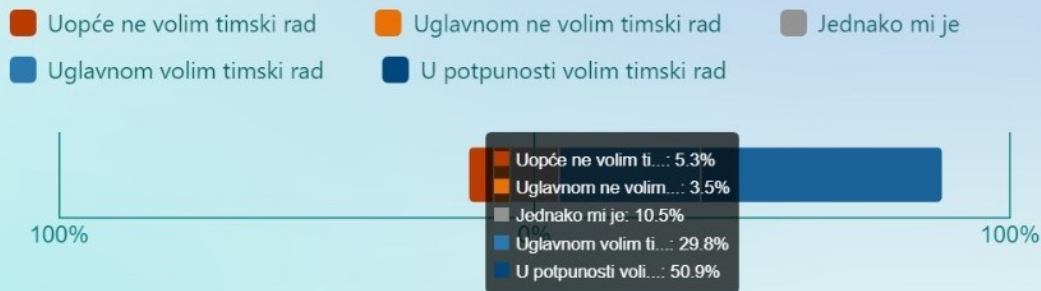 Uopće ne volim timski rad Uglavnom ne volim timski rad Jednako mi je
Uglavnom volim timski rad U potpunosti volim timski rad
Uopće ne volim ti...: 5.3%
Uglavnom ne volim...: 3.5%
Jednako mi je: 10.5%
Uglavnom volim ti...: 29.8%
U potpunosti voli...: 50.9%
100% 0% 100%